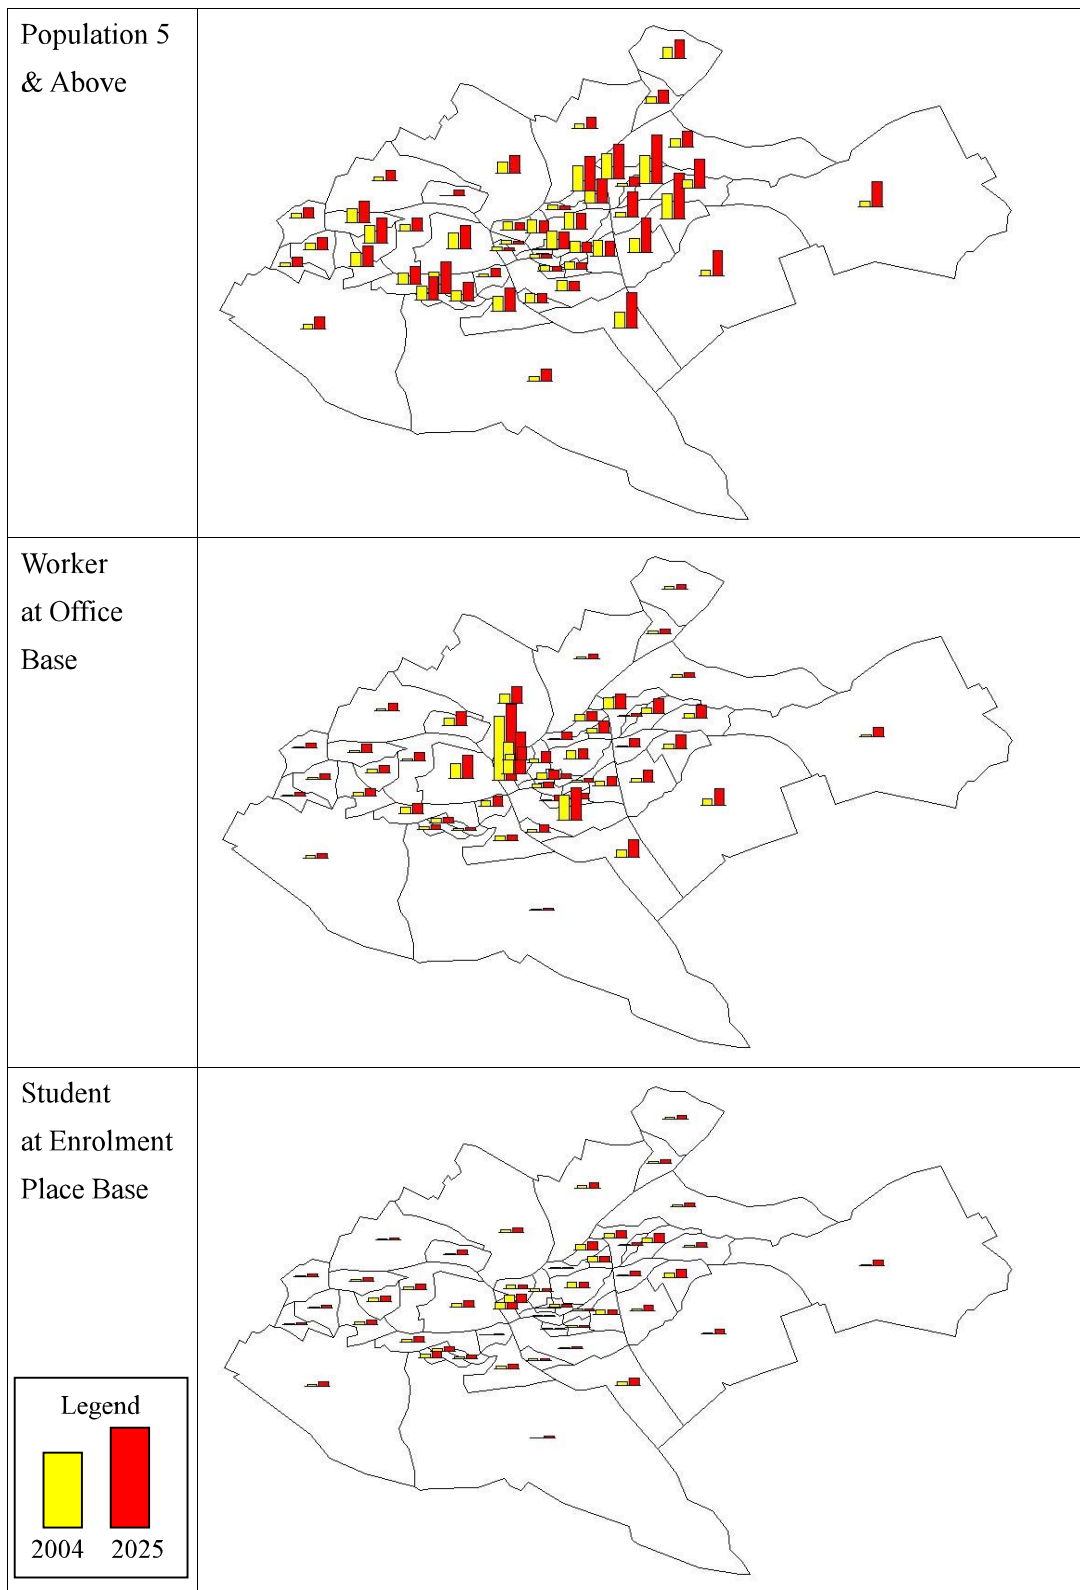 Population 5
& Above
Worker
at Office
Base
Student
at Enrolment
Place Base
Legend
2004 2025